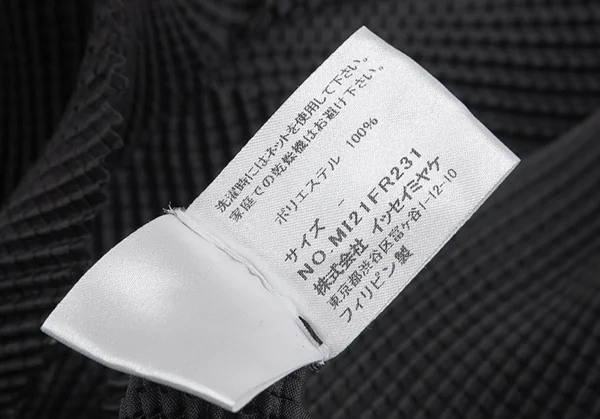 洗濯時にはネットを使用して下さい。
家庭での乾燥機はお避け下さい。
ポリエステル 100%
サイズ -
NO.MI21FR231
株式会社 イッセイミヤケ
東京都渋谷区富ヶ谷1-12-10
フィリピン製